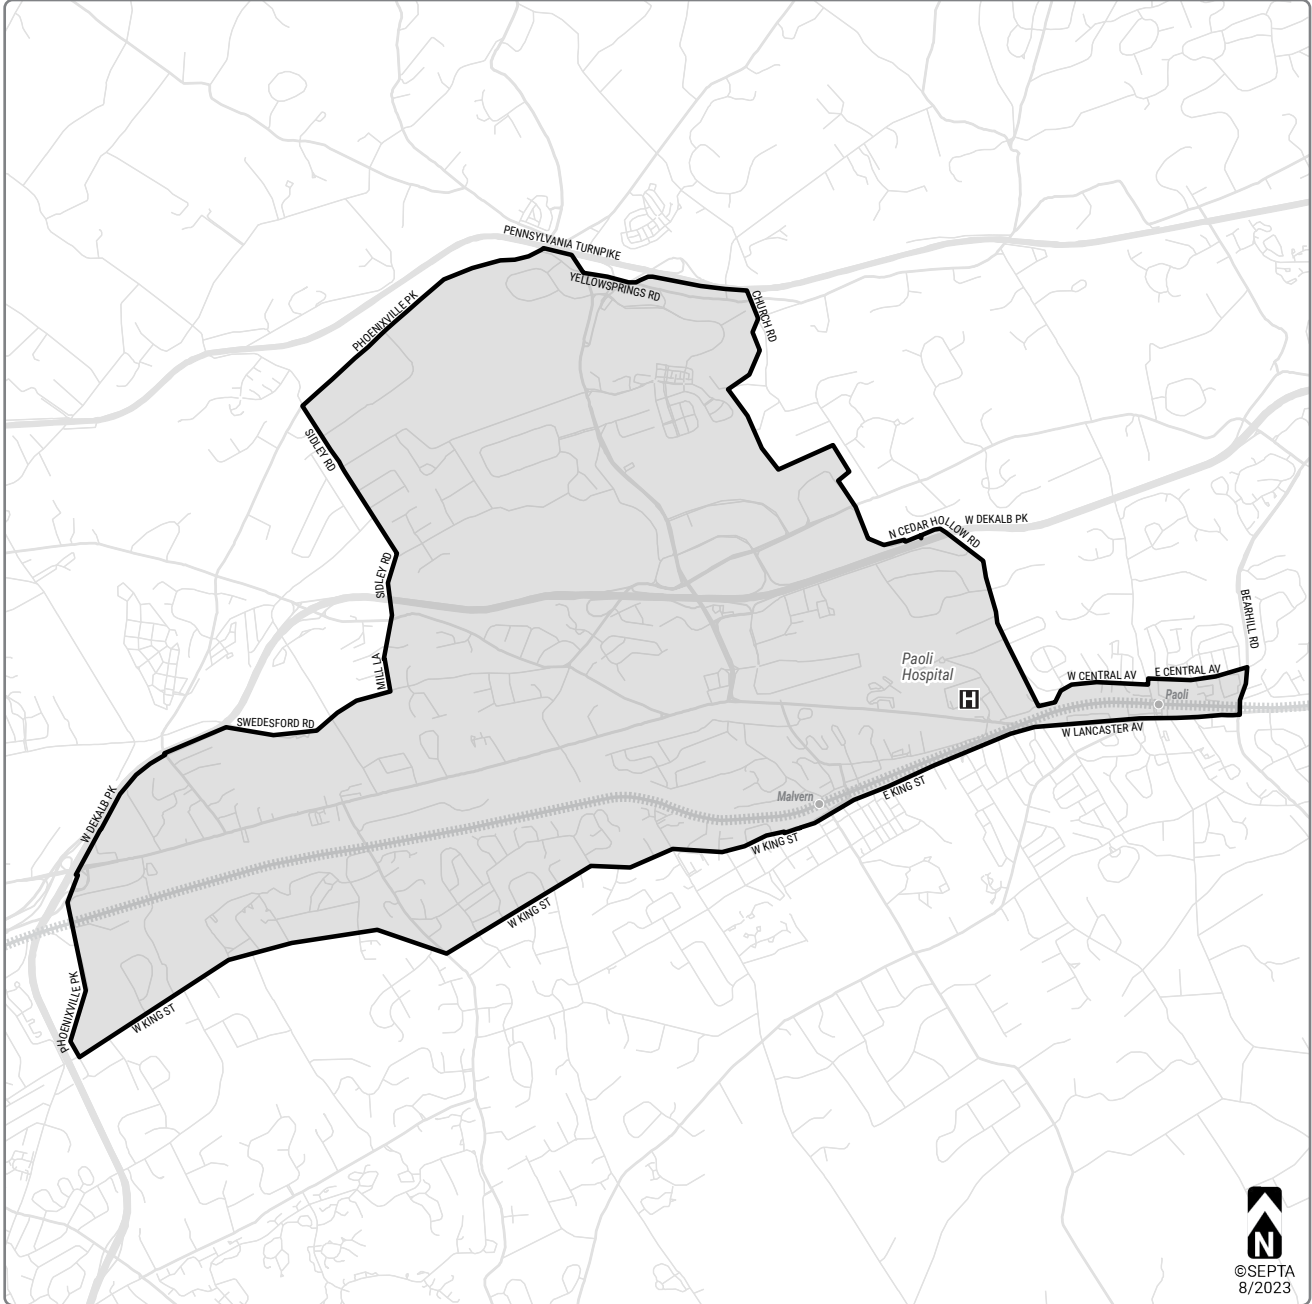 PENNSYLVANIA TURNPIKE
YELLOWSPRINGS RD
PHOENIXVILLE PK
CHURCH RD
SIDLEY RD
N CEDAR HOLLOW RD
W DEKALB PK
SIDLEY RD
BEARHILL RD
MILL LA
Paoli
Hospital
H
W CENTRAL AV
E CENTRAL AV
Paoli
SWEDESFORD RD
W LANCASTER AV
W DEKALB PK
Malvern
E KING ST
W KING ST
W KING ST
PHOENIXVILLE PK
W KING ST
N
©SEPTA
8/2023